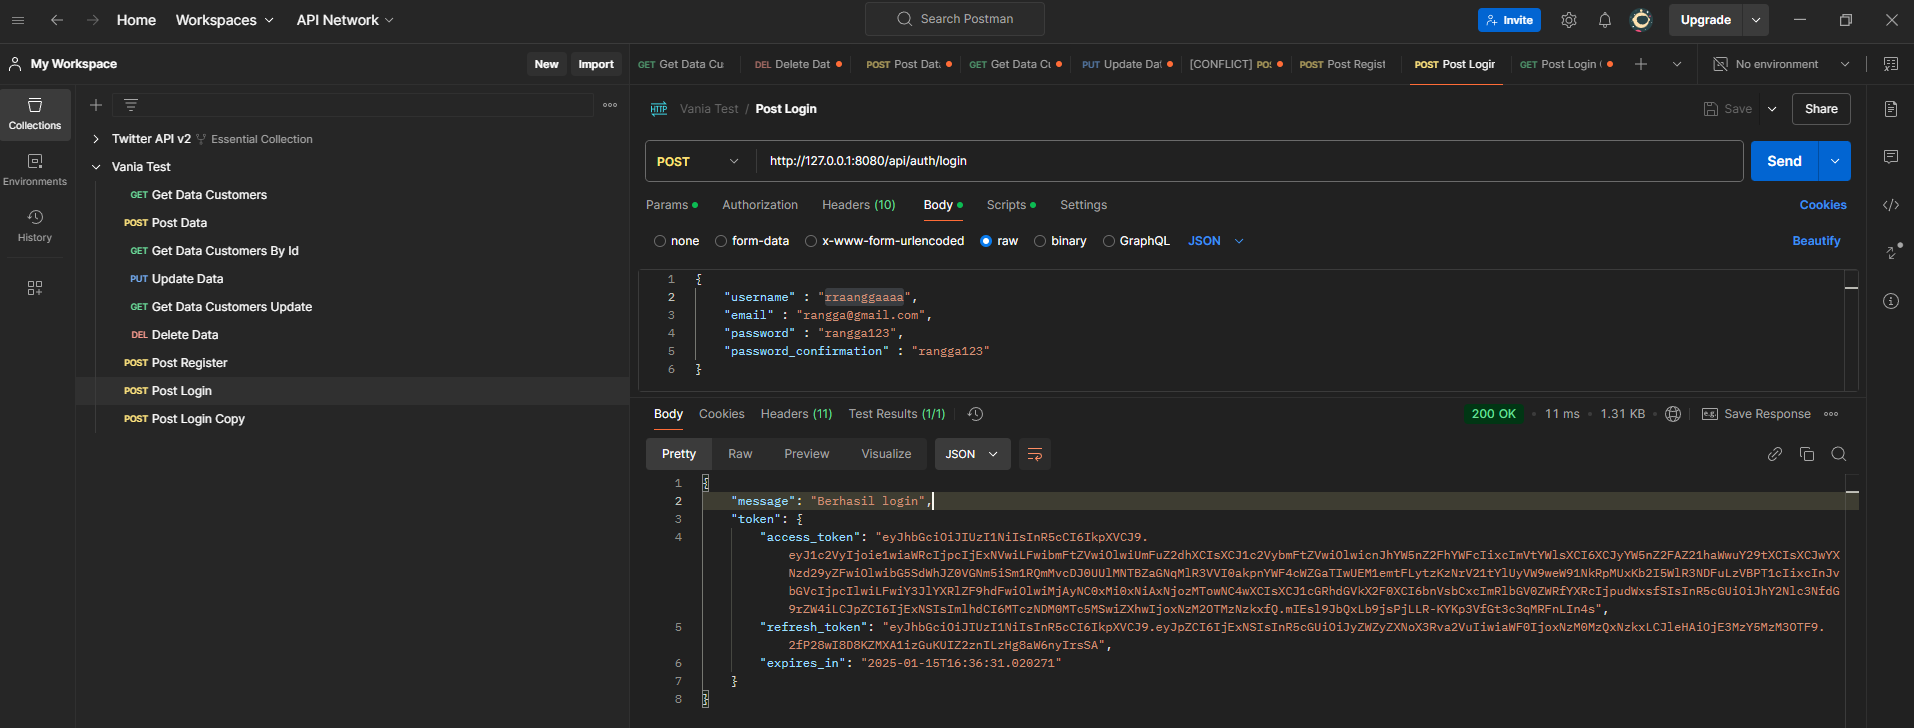 Home Workspaces API Network Search Postman Invite Upgrade
My Workspace New Import
GET Get Data Cu DEL Delete Dat POST Post Dat GET Get Data Cu PUT Update Dat [CONFLICT] POS POST Post Regist POST Post Login GET Post Login No environment
Collections
Environments
History
Twitter API v2 Essential Collection
Vania Test
GET Get Data Customers
POST Post Data
GET Get Data Customers By Id
PUT Update Data
GET Get Data Customers Update
DEL Delete Data
POST Post Register
POST Post Login
POST Post Login Copy
HTTP Vania Test / Post Login Save Share
POST http://127.0.0.1:8080/api/auth/login Send
Params Authorization Headers (10) Body Scripts Settings Cookies
none form-data x-www-form-urlencoded raw binary GraphQL JSON Beautify
1 {
2 "username" : "rraanggaaaa",
3 "email" : "rangga@gmail.com",
4 "password" : "rangga123",
5 "password_confirmation" : "rangga123"
6 }
Body Cookies Headers (11) Test Results (1/1) 200 OK 11 ms 1.31 KB e.g. Save Response
Pretty Raw Preview Visualize JSON
1 {
2 "message": "Berhasil login",
3 "token": {
4 "access_token": "eyJhbGciOiJIUzI1NiIsInR5cCI6IkpXVCJ9.
5 "refresh_token":
6 "expires_in": "2025-01-15T16:36:31.020271"
7 }
8 }